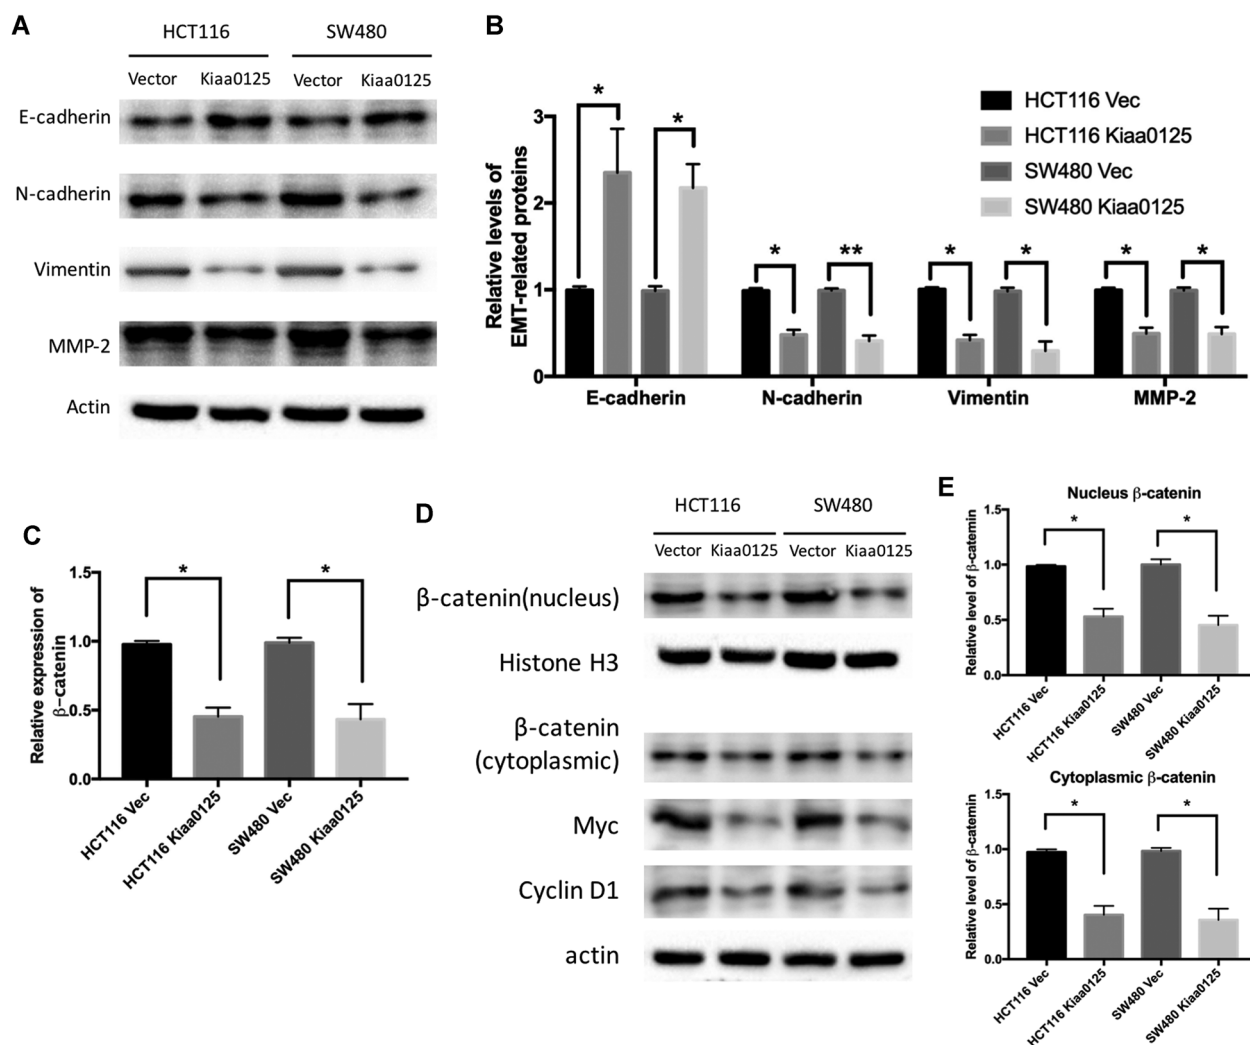 A
HCT116 SW480
Vector Kiaa0125 Vector Kiaa0125
E-cadherin
N-cadherin
Vimentin
MMP-2
Actin
B
Relative levels of
EMT-related proteins
3
2
1
0
* * * ** * * * *
E-cadherin N-cadherin Vimentin MMP-2
HCT116 Vec
HCT116 Kiaa0125
SW480 Vec
SW480 Kiaa0125
C
Relative expression of
β-catenin
1.5
1.0
0.5
0.0
* *
HCT116 Vec
HCT116 Kiaa0125
SW480 Vec
SW480 Kiaa0125
D
HCT116 SW480
Vector Kiaa0125 Vector Kiaa0125
β-catenin(nucleus)
Histone H3
β-catenin
(cytoplasmic)
Myc
Cyclin D1
actin
E
Nucleus β-catenin
Relative level of β-catemin
1.5
1.0
0.5
0.0
* *
HCT116 Vec
HCT116 Kiaa0125
SW480 Vec
SW480 Kiaa0125
Cytoplasmic β-catenin
Relative level of β-catemin
1.5
1.0
0.5
0.0
* *
HCT116 Vec
HCT116 Kiaa0125
SW480 Vec
SW480 Kiaa0125